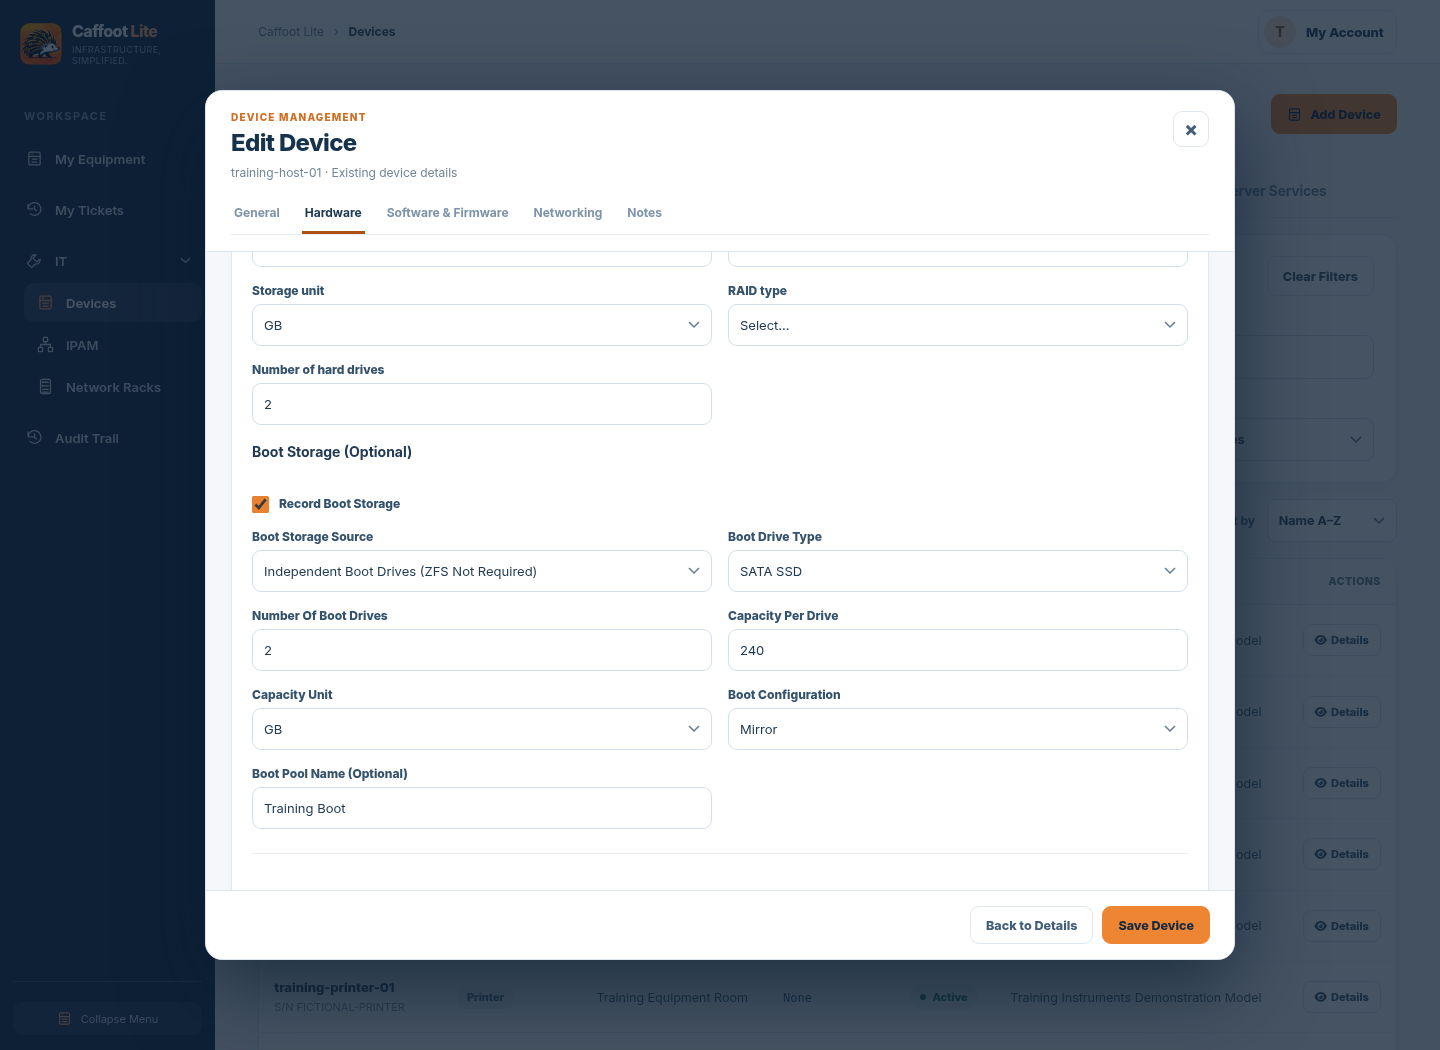 Caffoot Lite
INFRASTRUCTURE,
SIMPLIFIED.
Caffoot Lite › Devices
T My Account
WORKSPACE
My Equipment
My Tickets
IT
Devices
IPAM
Network Racks
Audit Trail
Collapse Menu
Add Device
Services
Clear Filters
by
Name A–Z
ACTIONS
Details
Details
Details
Details
Details
DEVICE MANAGEMENT
Edit Device
training-host-01 · Existing device details
General Hardware Software & Firmware Networking Notes
Storage unit RAID type
GB Select...
Number of hard drives
2
Boot Storage (Optional)
Record Boot Storage
Boot Storage Source Boot Drive Type
Independent Boot Drives (ZFS Not Required) SATA SSD
Number Of Boot Drives Capacity Per Drive
2 240
Capacity Unit Boot Configuration
GB Mirror
Boot Pool Name (Optional)
Training Boot
Back to Details Save Device
training-printer-01
S/N FICTIONAL-PRINTER
Printer Training Equipment Room None Active Training Instruments Demonstration Model Details